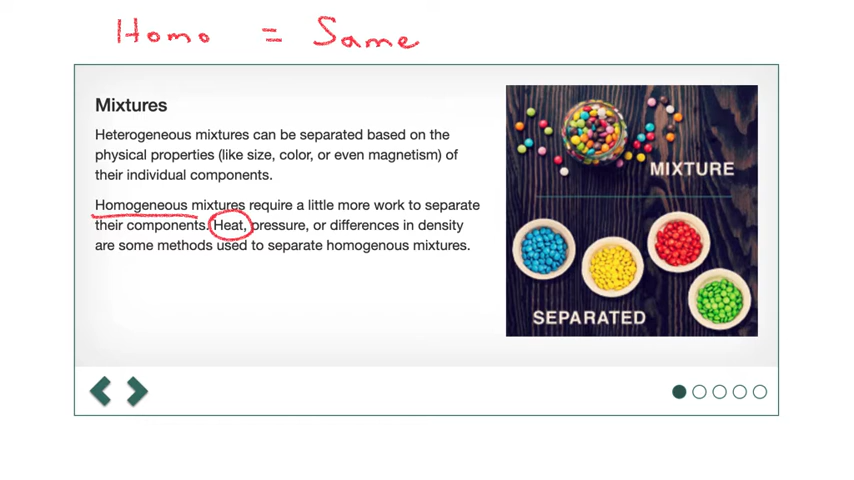 Homo = Same
Mixtures
Heterogeneous mixtures can be separated based on the
physical properties (like size, color, or even magnetism) of
their individual components.
Homogeneous mixtures require a little more work to separate
their components. Heat, pressure, or differences in density
are some methods used to separate homogenous mixtures.
MIXTURE
SEPARATED